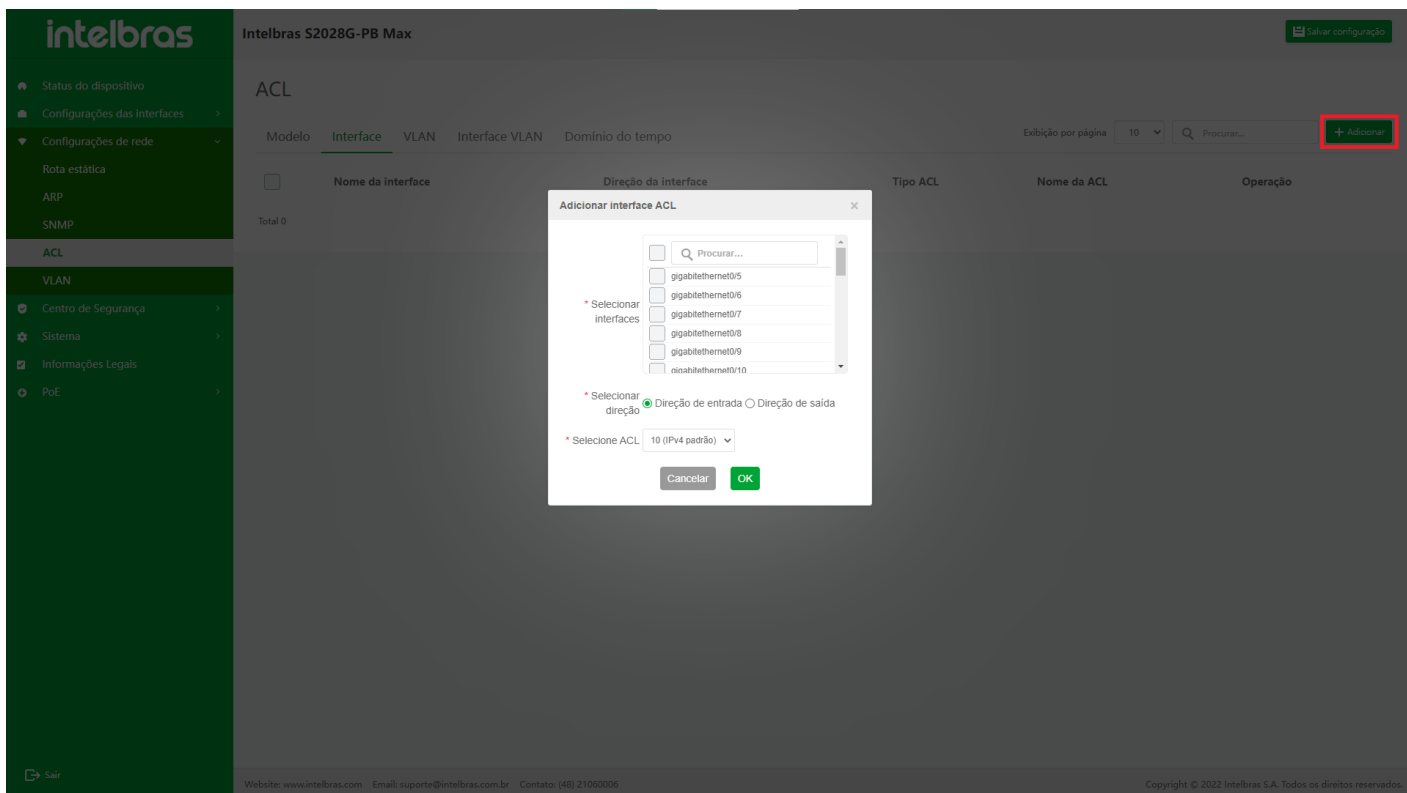 intelbras
Intelbras S2028G-PB Max
Salvar configuração
Status do dispositivo
Configurações das interfaces
Configurações de rede
Rota estática
ARP
SNMP
ACL
VLAN
Centro de Segurança
Sistema
Informações Legais
PoE
Sair
ACL
Modelo Interface VLAN Interface VLAN Domínio do tempo
Exibição por página 10 Procurar... + Adicionar
Nome da interface Direção da interface Tipo ACL Nome da ACL Operação
Total 0
Adicionar interface ACL ×
Procurar...
* Selecionar interfaces
gigabitethernet0/5
gigabitethernet0/6
gigabitethernet0/7
gigabitethernet0/8
gigabitethernet0/9
gigabitethernet0/10
* Selecionar direção
Direção de entrada Direção de saída
* Selecione ACL 10 (IPv4 padrão)
Cancelar OK
Website: www.intelbras.com Email: suporte@intelbras.com.br Contato: (48) 21060006
Copyright © 2022 Intelbras S.A. Todos os direitos reservados.